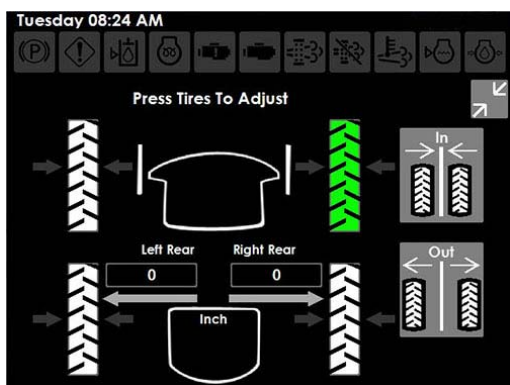 Tuesday 08:24 AM
(P)
Press Tires To Adjust
In
Left Rear Right Rear
0 0
Out
Inch